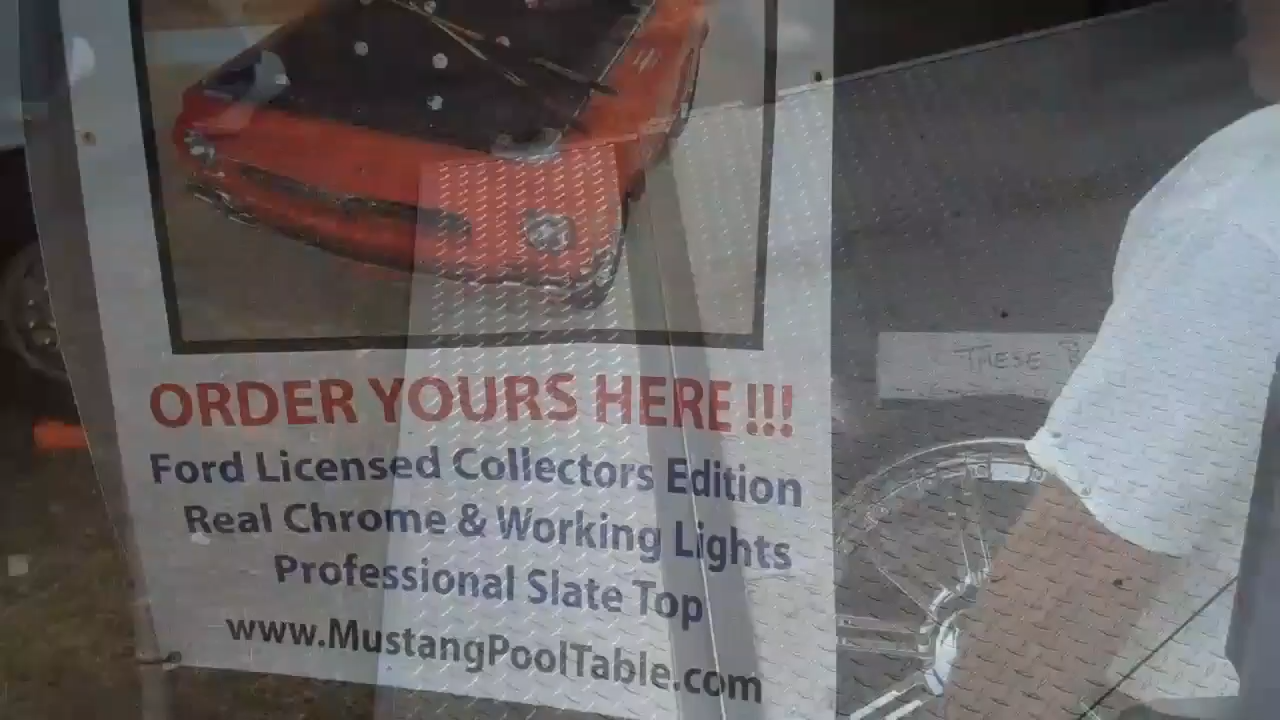 ORDER YOURS HERE !!!
Ford Licensed Collectors Edition
Real Chrome & Working Lights
Professional Slate Top
www.MustangPoolTable.com
THESE